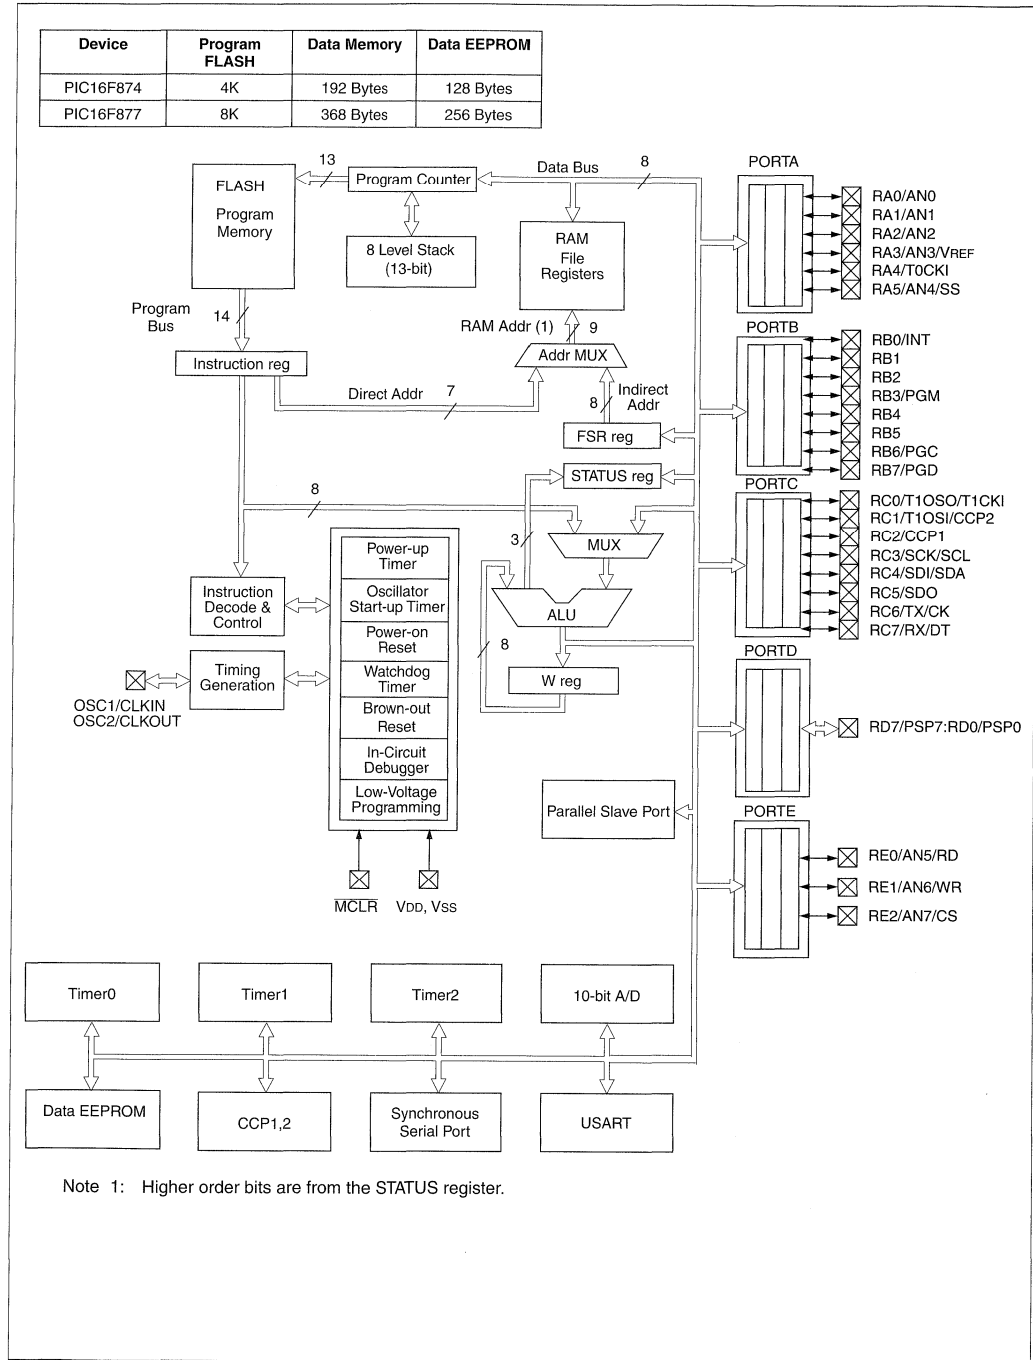 Device Program FLASH Data Memory Data EEPROM
PIC16F874 4K 192 Bytes 128 Bytes
PIC16F877 8K 368 Bytes 256 Bytes
FLASH
Program
Memory
13
Program Counter
8 Level Stack
(13-bit)
Data Bus
8
RAM
File
Registers
Program
Bus
14
Instruction reg
RAM Addr (1)
9
Addr MUX
Direct Addr
7
8
Indirect
Addr
FSR reg
STATUS reg
8
3
MUX
ALU
8
W reg
Instruction
Decode &
Control
Timing
Generation
OSC1/CLKIN
OSC2/CLKOUT
Power-up
Timer
Oscillator
Start-up Timer
Power-on
Reset
Watchdog
Timer
Brown-out
Reset
In-Circuit
Debugger
Low-Voltage
Programming
MCLR
VDD, VSS
Parallel Slave Port
PORTA
RA0/AN0
RA1/AN1
RA2/AN2
RA3/AN3/VREF
RA4/T0CKI
RA5/AN4/SS
PORTB
RB0/INT
RB1
RB2
RB3/PGM
RB4
RB5
RB6/PGC
RB7/PGD
PORTC
RC0/T1OSO/T1CKI
RC1/T1OSI/CCP2
RC2/CCP1
RC3/SCK/SCL
RC4/SDI/SDA
RC5/SDO
RC6/TX/CK
RC7/RX/DT
PORTD
RD7/PSP7:RD0/PSP0
PORTE
RE0/AN5/RD
RE1/AN6/WR
RE2/AN7/CS
Timer0
Timer1
Timer2
10-bit A/D
Data EEPROM
CCP1,2
Synchronous
Serial Port
USART
Note 1: Higher order bits are from the STATUS register.